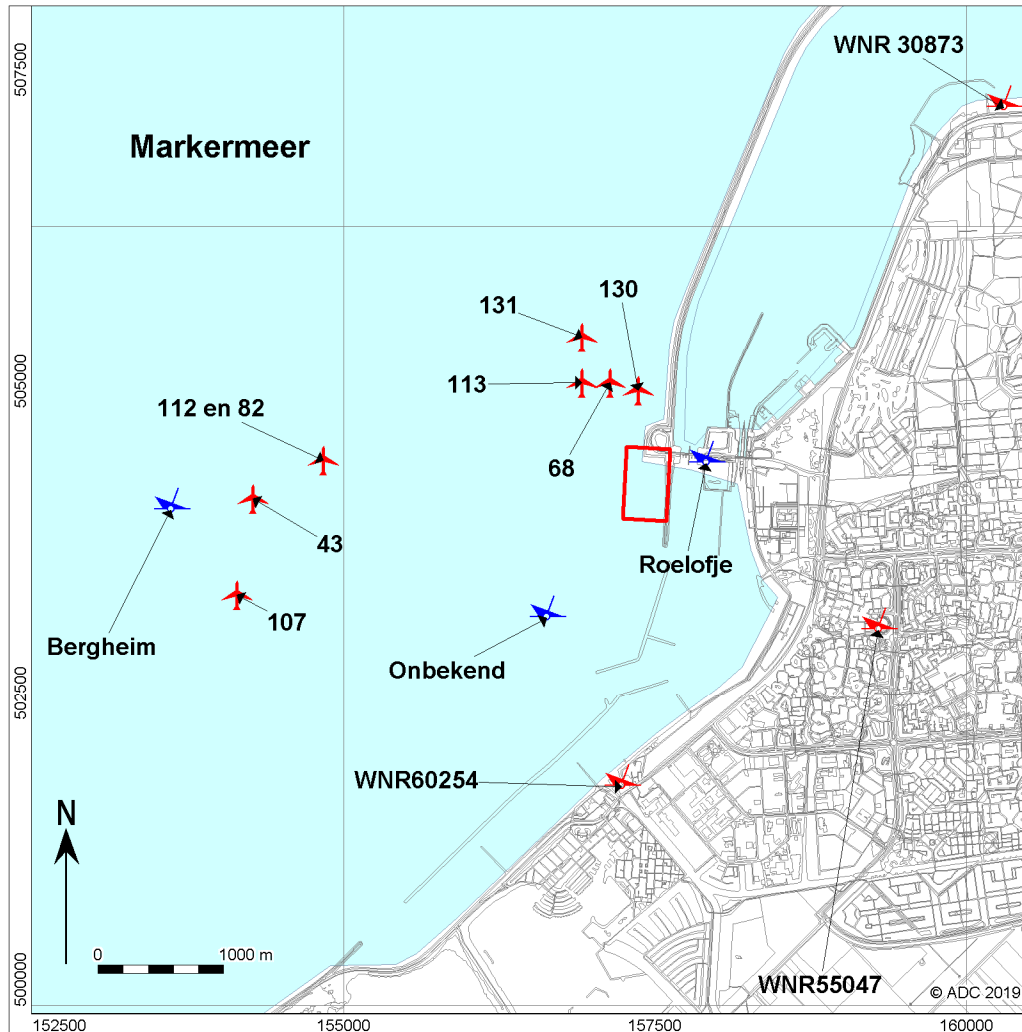 WNR 30873
507500
Markermeer
131
130
113
505000
112 en 82
68
43
Roelofje
107
Bergheim
Onbekend
502500
WNR60254
N
0
1000 m
WNR55047
© ADC 2019
500000
152500
155000
157500
160000